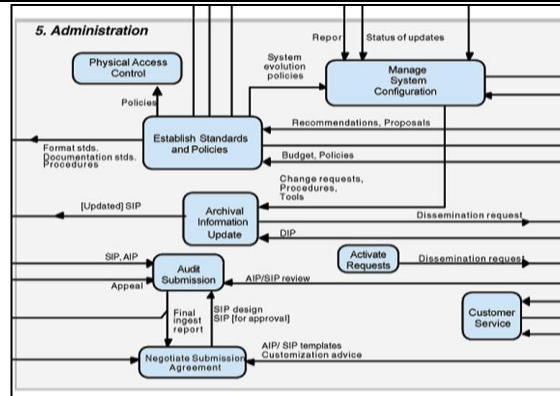 5. Administration
Repor
Status of updates
Physical Access
Control
System
evolution
policies
Manage
System
Configuration
Policies
Establish Standards
and Policies
Recommendations, Proposals
Format stds.
Documentation stds.
Procedures
Budget, Policies
Change requests,
Procedures,
Tools
[Updated] SIP
Archival
Information
Update
Dissemination request
DIP
SIP, AIP
Audit
Submission
Activate
Requests
Dissemination request
Appeal
AIP/SIP review
Final
ingest
report
SIP design
SIP [for approval]
Customer
Service
Negotiate Submission
Agreement
AIP/ SIP templates
Customization advice